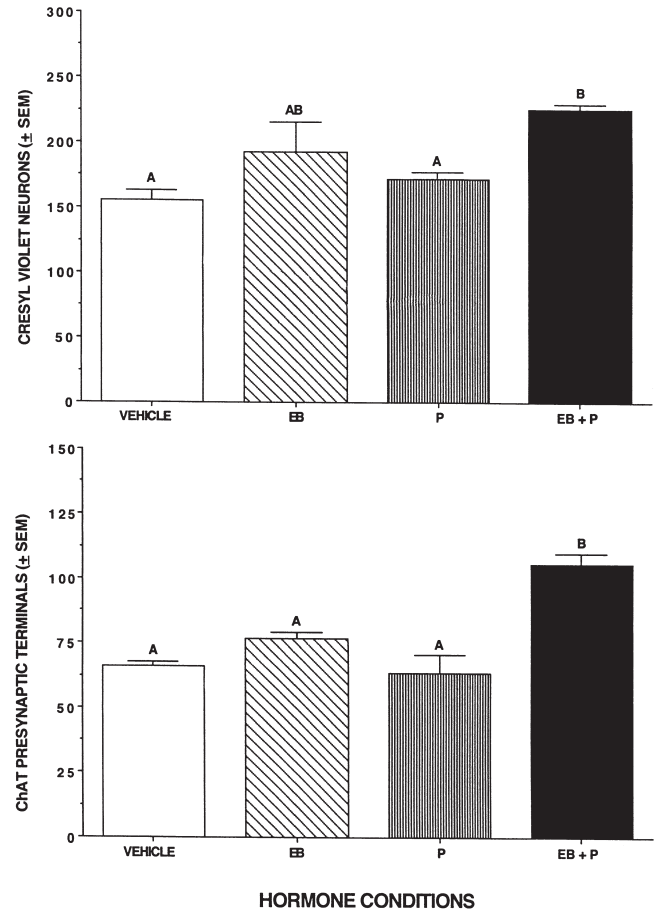 CRESYL VIOLET NEURONS (± SEM)
300
250
200
150
100
50
0
A
AB
A
B
VEHICLE
EB
P
EB + P
ChAT PRESYNAPTIC TERMINALS (± SEM)
150
125
100
75
50
25
0
A
A
A
B
VEHICLE
EB
P
EB + P
HORMONE CONDITIONS